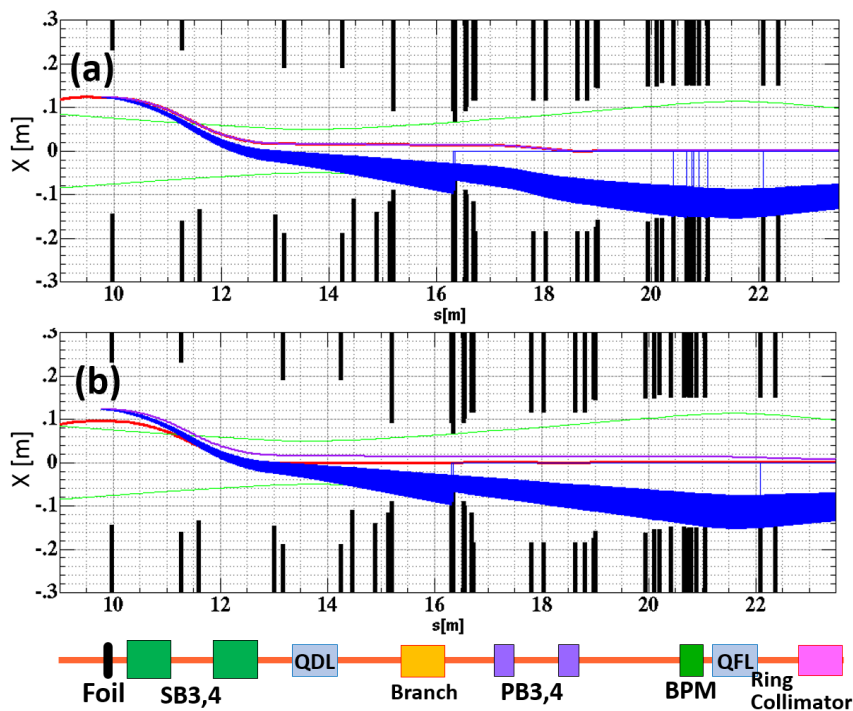 .3
.2
.1
0
-.1
-.2
-.3
X [m]
(a)
10 12 14 16 18 20 22
s[m]
.3
.2
.1
0
-.1
-.2
-.3
X [m]
(b)
10 12 14 16 18 20 22
s[m]
Foil
SB3,4
QDL
Branch
PB3,4
BPM
QFL
Ring
Collimator